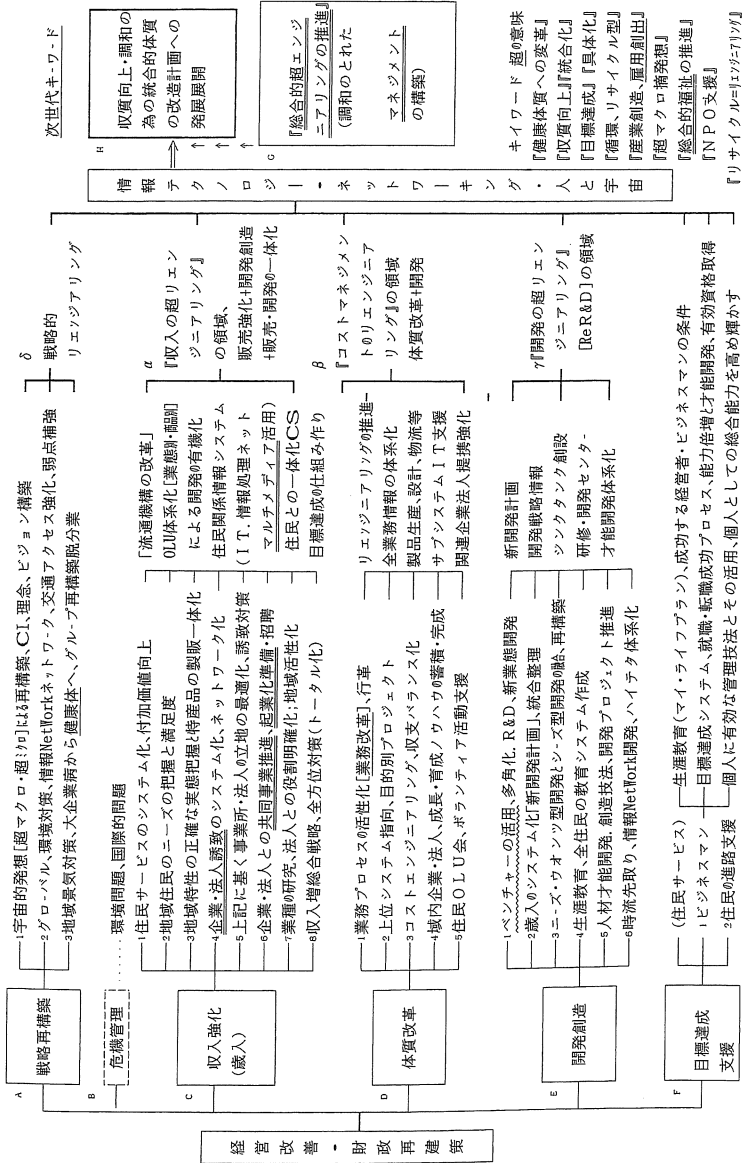 経営改善・財政再建策
A
戦略再構築
1宇宙的発想[超マクロ・超ミクロ]による再構築、CI、理念、ビジョン構築
2グローバル、環境対策、情報NetWorkネットワーク、交通アクセス強化、弱点補強
3地域景気対策、大企業病から健康体へ、グループ再構築脱分業
δ
戦略的
リエンジアリング
B
危機管理
環境問題、国際的問題
C
収入強化
(歳入)
1住民サービスのシステム化、付加価値向上
2地域住民のニーズの把握と満足度
3地域特性の正確な実態把握と特産品の製販一体化
4企業・法人誘致のシステム化、ネットワーク化
5上記に基く事業所・法人の立地の最適化、誘致対策
6企業・法人との共同事業推進、起業化準備・招聘
7業種の研究、法人との役割明確化;地域活性化
8収入増総合戦略、全方位対策(トータル化)
「流通機構の改革」
OLU体系化[業態別・商品別]
による開発の有機化
住民関係情報システム
(IT、情報処理ネット
マルチメディア活用)
住民との一体化CS
目標達成の仕組み作り
α
『収入の超リエン
ジニアリング』
の領域、
販売強化+開発創造
+販売・開発の一体化
D
体質改革
1業務プロセスの活性化[業務改革]、行革
2上位システム指向、目的別プロジェクト
3コストエンジニアリング、収支バランス化
4域内企業・法人、成長・育成ノウハウの蓄積・完成
5住民OLU会、ボランティア活動支援
リエンジニアリングの推進
全業務情報の体系化
製品生産、設計、物流等
サブシステムIT支援
関連企業法人提携強化
β
『コストマネジメン
トのリエンジニア
リング』の領域
体質改革+開発
E
開発創造
1ベンチャーの活用、多角化、R&D、新業態開発
2歳入のシステム化「新開発計画」、統合整理
3ニーズ・ウオンツ型開発とシーズ型開発の融合、再構築
4生涯教育、全住民の教育システム作成
5人材才能開発、創造技法、開発プロジェクト推進
6時流先取り、情報NetWork開発、ハイテク体系化
新開発計画
開発戦略情報
シンクタンク創設
研修・開発センター
才能開発体系化
γ『開発の超リエン
ジニアリング』
[ReR&D]の領域
F
目標達成
支援
(住民サービス)
1ビジネスマン
2住民の進路支援
生涯教育(マイ・ライフプラン)、成功する経営者・ビジネスマンの条件
目標達成システム、就職・転職成功プロセス、能力倍増と才能開発、有効資格取得
個人に有効な管理技法とその活用、個人としての総合能力を高め輝かす
情報テクノロジー・ネットワーキング・人と宇宙
次世代キーワード
H
収質向上・調和の
為の統合的体質
の改造計画への
発展展開
G
『総合的超エンジ
ニアリングの推進』
(調和のとれた
マネジメント
の構築)
キイワード 超の意味
『健康体質への変革』
『収質向上』『統合化』
『目標達成』『具体化』
『循環、リサイクル型』
『産業創造、雇用創出』
『超マクロ摘発想』
『総合的福祉の推進』
『NPO支援』
『リサイクル=リエンジニアリング』